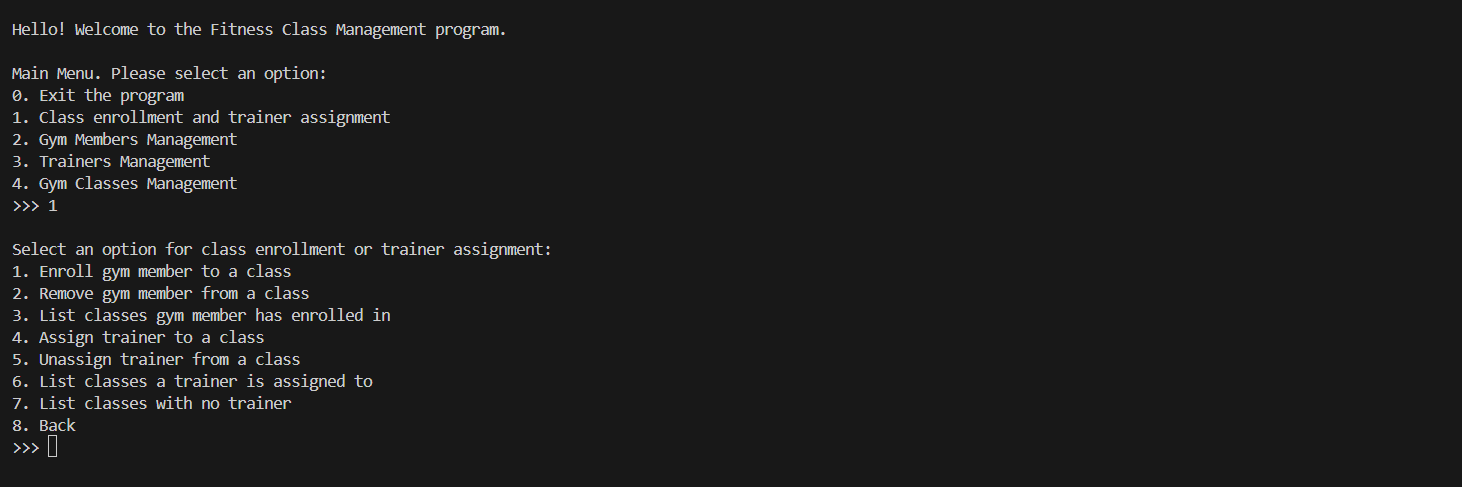 Hello! Welcome to the Fitness Class Management program.
Main Menu. Please select an option:
0. Exit the program
1. Class enrollment and trainer assignment
2. Gym Members Management
3. Trainers Management
4. Gym Classes Management
>>> 1
Select an option for class enrollment or trainer assignment:
1. Enroll gym member to a class
2. Remove gym member from a class
3. List classes gym member has enrolled in
4. Assign trainer to a class
5. Unassign trainer from a class
6. List classes a trainer is assigned to
7. List classes with no trainer
8. Back
>>>